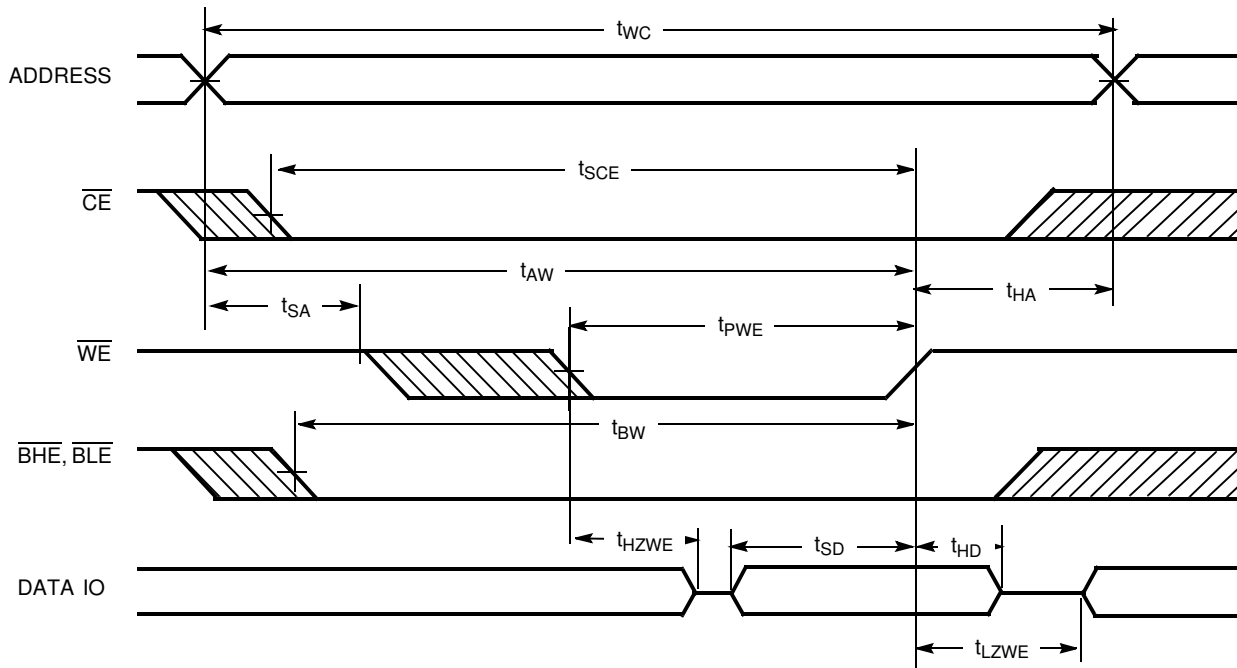 tWC
ADDRESS
tSCE
CE
tAW
tSA
tHA
tPWE
WE
tBW
BHE, BLE
tHZWE
tSD
tHD
DATA IO
tLZWE